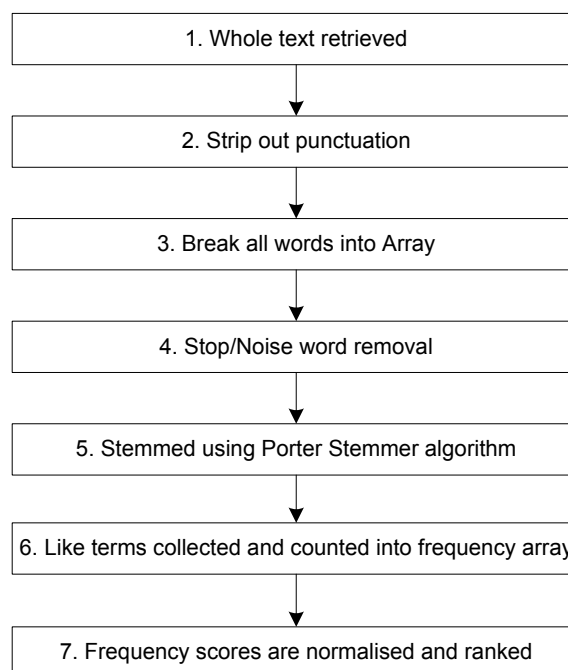 1. Whole text retrieved
2. Strip out punctuation
3. Break all words into Array
4. Stop/Noise word removal
5. Stemmed using Porter Stemmer algorithm
6. Like terms collected and counted into frequency array
7. Frequency scores are normalised and ranked